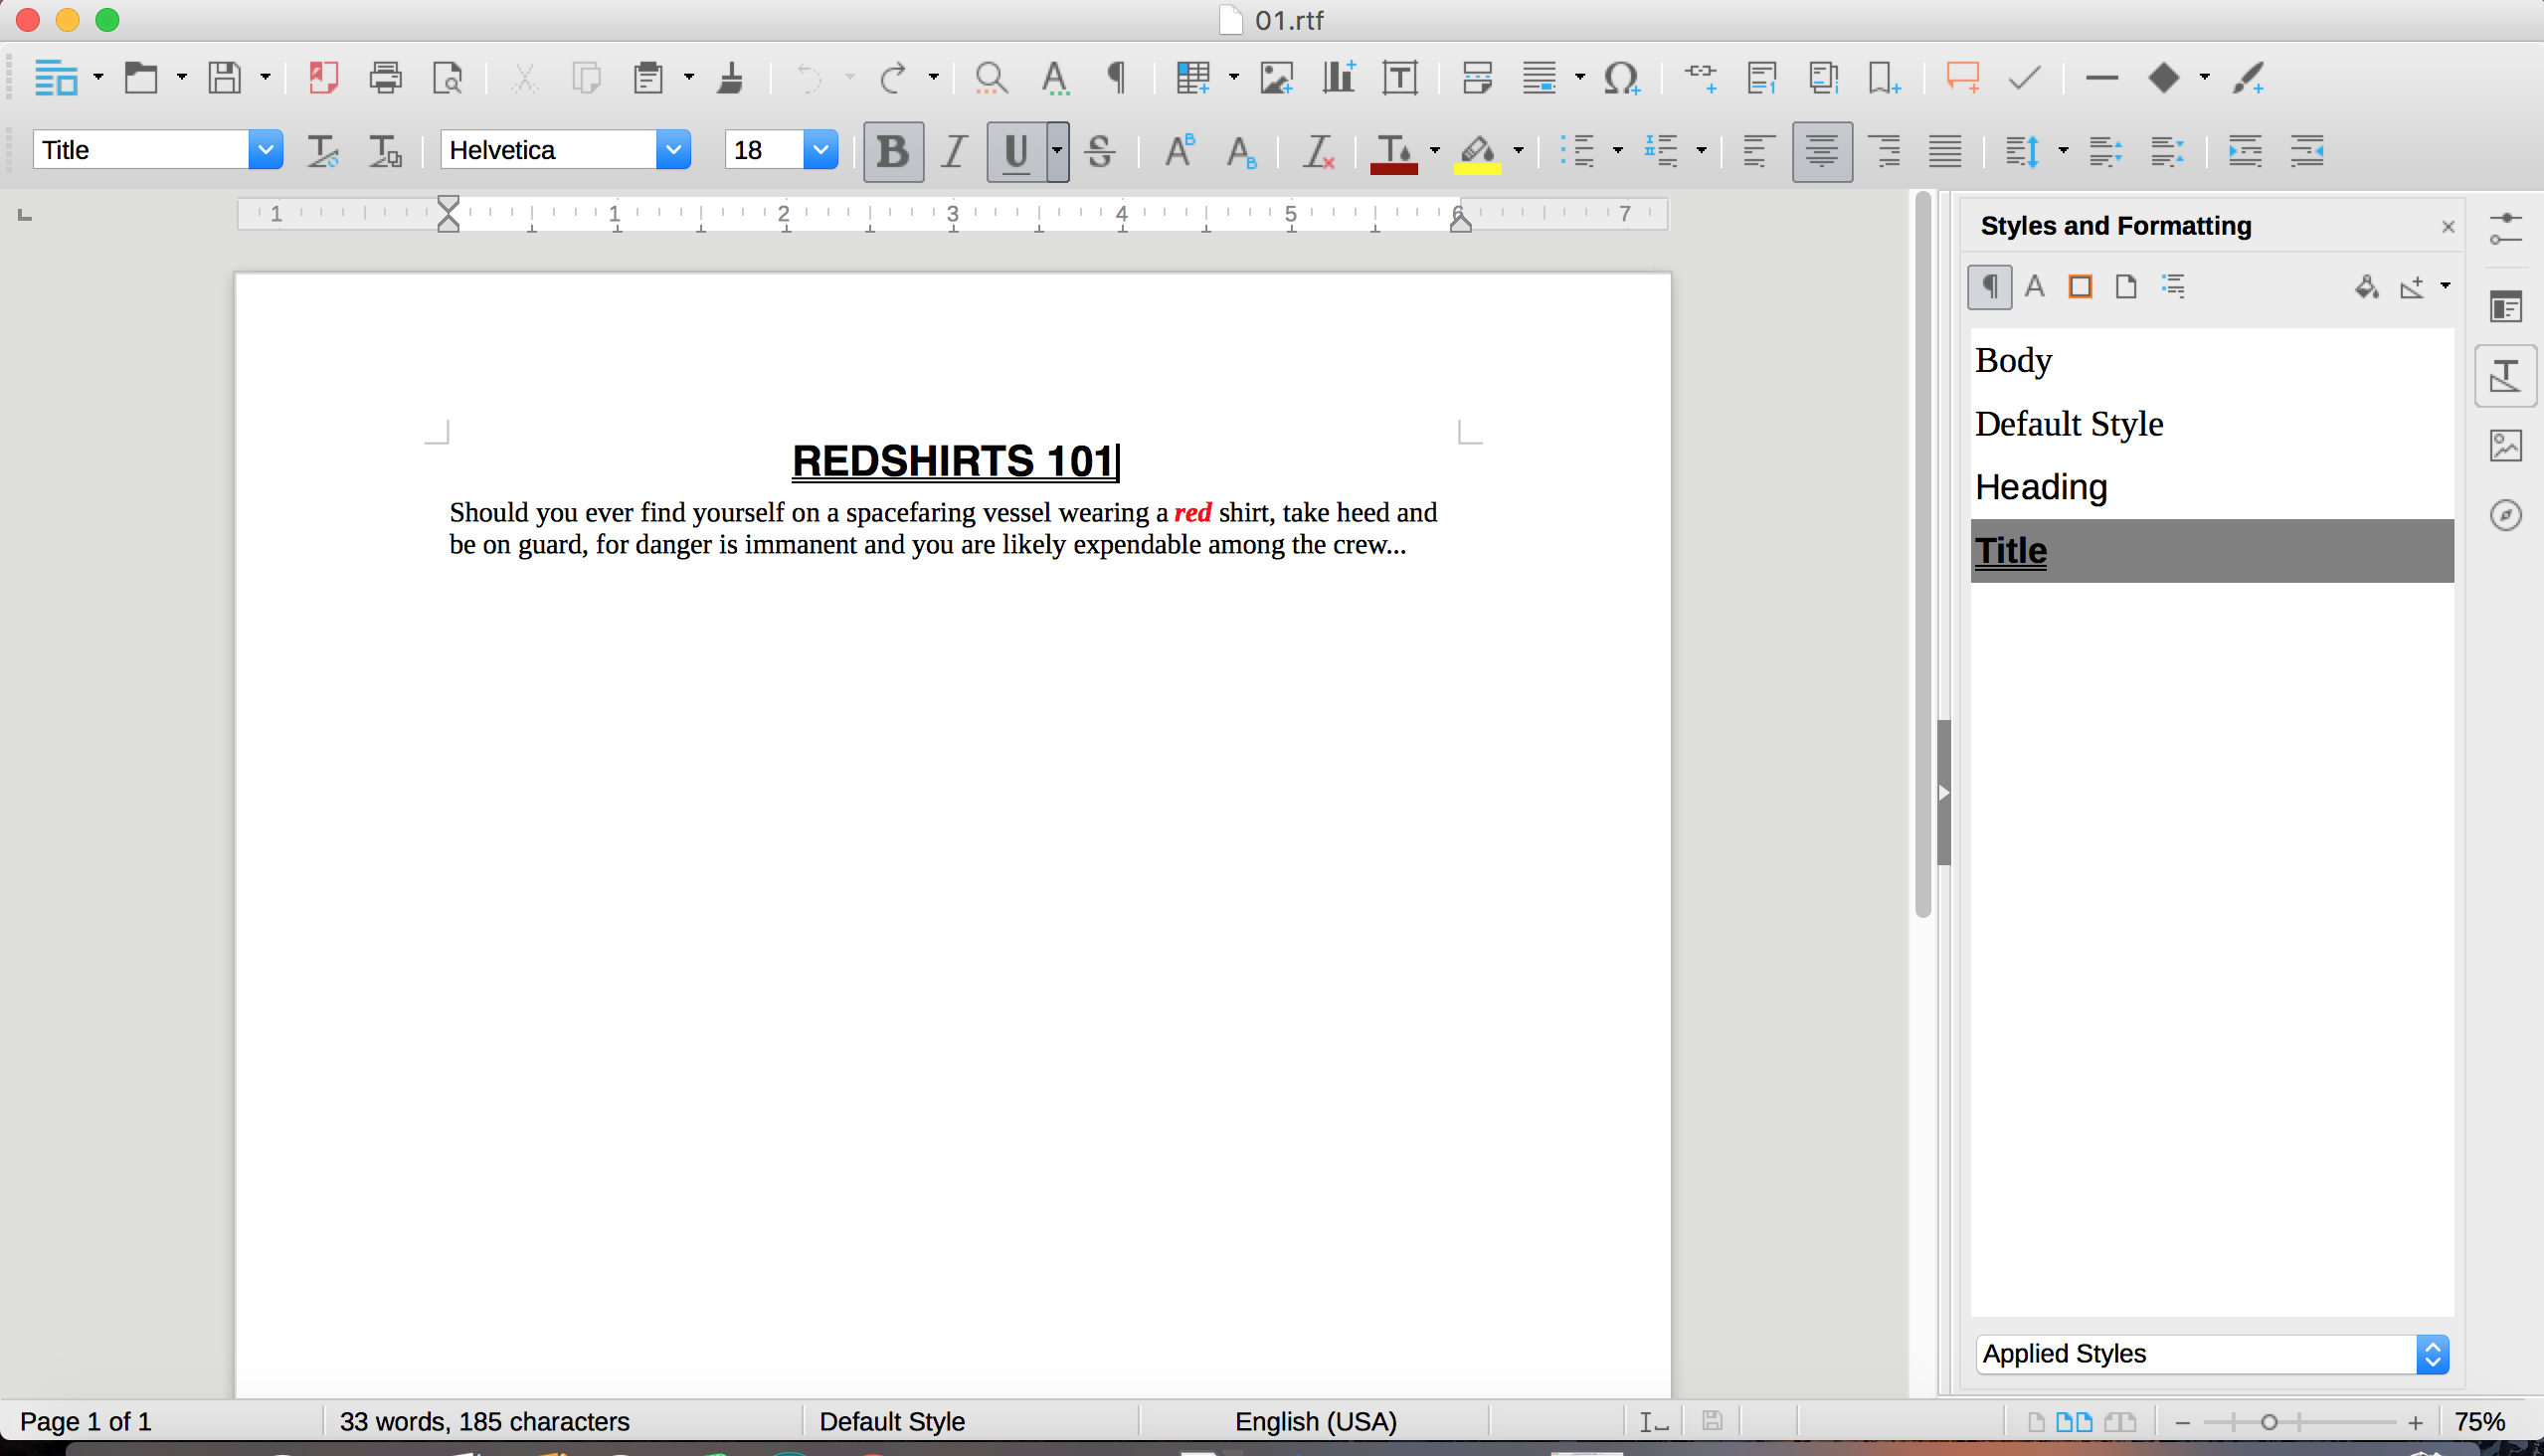 01.rtf
Title
Helvetica
18
1 1 2 3 4 5 6 7
Styles and Formatting
REDSHIRTS 101
Should you ever find yourself on a spacefaring vessel wearing a red shirt, take heed and
be on guard, for danger is immanent and you are likely expendable among the crew...
Body
Default Style
Heading
Title
Applied Styles
Page 1 of 1
33 words, 185 characters
Default Style
English (USA)
75%